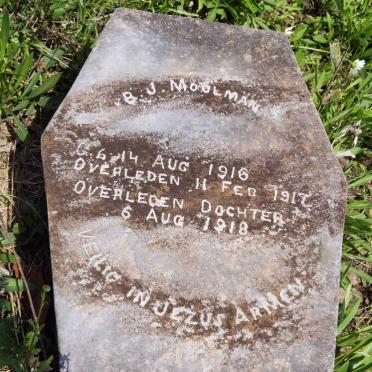 B.J. MOOLMAN
G.B. 14 AUG 1916
OVERLEDEN 11 FEB 1917
OVERLEDEN DOCHTER
6 AUG 1918
VEILIG IN JEZUS ARMEN